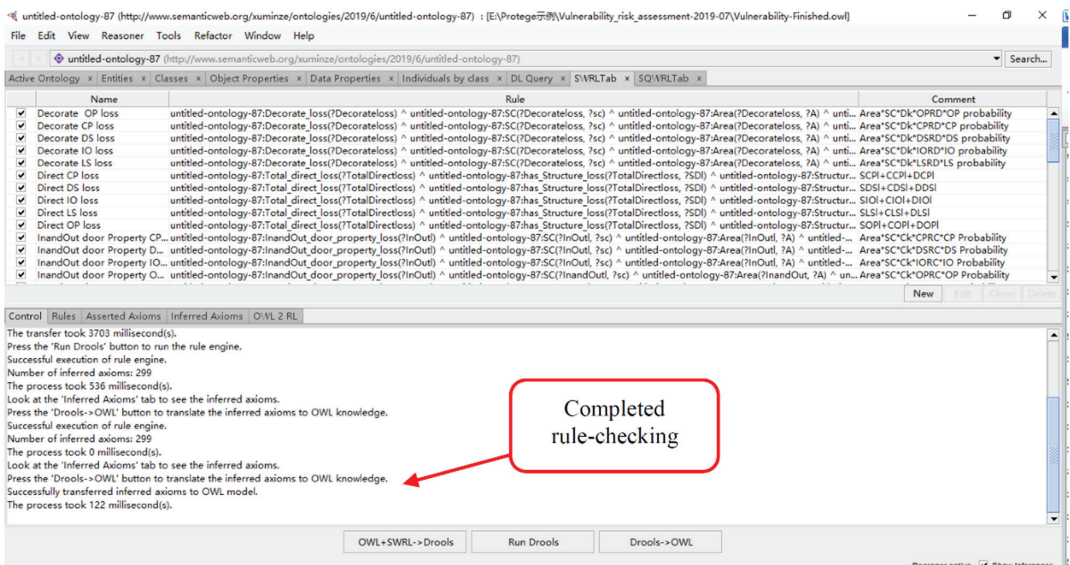 untitled-ontology-87 (http://www.semanticweb.org/xuminze/ontologies/2019/6/untitled-ontology-87) : [E:\Protege示例\Vulnerability_risk_assessment-2019-07\Vulnerability-Finished.owl]
File Edit View Reasoner Tools Refactor Window Help
untitled-ontology-87 (http://www.semanticweb.org/xuminze/ontologies/2019/6/untitled-ontology-87) Search...
Active Ontology × Entities × Classes × Object Properties × Data Properties × Individuals by class × DL Query × SWRLTab × SQWRLTab ×
Name Rule Comment
Decorate OP loss untitled-ontology-87:Decorate_loss(?Decorateloss) ^ untitled-ontology-87:SC(?Decorateloss, ?sc) ^ untitled-ontology-87:Area(?Decorateloss, ?A) ^ unti... Area*SC*Dk*OPRD*OP probability
Decorate CP loss untitled-ontology-87:Decorate_loss(?Decorateloss) ^ untitled-ontology-87:SC(?Decorateloss, ?sc) ^ untitled-ontology-87:Area(?Decorateloss, ?A) ^ unti... Area*SC*Dk*CPRD*CP probability
Decorate DS loss untitled-ontology-87:Decorate_loss(?Decorateloss) ^ untitled-ontology-87:SC(?Decorateloss, ?sc) ^ untitled-ontology-87:Area(?Decorateloss, ?A) ^ unti... Area*SC*Dk*DSRD*DS probability
Decorate IO loss untitled-ontology-87:Decorate_loss(?Decorateloss) ^ untitled-ontology-87:SC(?Decorateloss, ?sc) ^ untitled-ontology-87:Area(?Decorateloss, ?A) ^ unti... Area*SC*Dk*IORD*IO probability
Decorate LS loss untitled-ontology-87:Decorate_loss(?Decorateloss) ^ untitled-ontology-87:SC(?Decorateloss, ?sc) ^ untitled-ontology-87:Area(?Decorateloss, ?A) ^ unti... Area*SC*Dk*LSRD*LS probability
Direct CP loss untitled-ontology-87:Total_direct_loss(?TotalDirectloss) ^ untitled-ontology-87:has_Structure_loss(?TotalDirectloss, ?SDl) ^ untitled-ontology-87:Structur... SCPl+CCPl+DCPl
Direct DS loss untitled-ontology-87:Total_direct_loss(?TotalDirectloss) ^ untitled-ontology-87:has_Structure_loss(?TotalDirectloss, ?SDl) ^ untitled-ontology-87:Structur... SDSl+CDSl+DDSl
Direct IO loss untitled-ontology-87:Total_direct_loss(?TotalDirectloss) ^ untitled-ontology-87:has_Structure_loss(?TotalDirectloss, ?SDl) ^ untitled-ontology-87:Structur... SIOl+CIOl+DIOl
Direct LS loss untitled-ontology-87:Total_direct_loss(?TotalDirectloss) ^ untitled-ontology-87:has_Structure_loss(?TotalDirectloss, ?SDl) ^ untitled-ontology-87:Structur... SLSl+CLSl+DLSl
Direct OP loss untitled-ontology-87:Total_direct_loss(?TotalDirectloss) ^ untitled-ontology-87:has_Structure_loss(?TotalDirectloss, ?SDl) ^ untitled-ontology-87:Structur... SOPl+COPl+DOPl
InandOut door Property CP... untitled-ontology-87:InandOut_door_property_loss(?InOutl) ^ untitled-ontology-87:SC(?InOutl, ?sc) ^ untitled-ontology-87:Area(?InOutl, ?A) ^ untitled-... Area*SC*Ck*CPRC*CP Probability
InandOut door Property D... untitled-ontology-87:InandOut_door_property_loss(?InOutl) ^ untitled-ontology-87:SC(?InOutl, ?sc) ^ untitled-ontology-87:Area(?InOutl, ?A) ^ untitled-... Area*SC*Ck*DSRC*DS Probability
InandOut door Property IO... untitled-ontology-87:InandOut_door_property_loss(?InOutl) ^ untitled-ontology-87:SC(?InOutl, ?sc) ^ untitled-ontology-87:Area(?InOutl, ?A) ^ untitled-... Area*SC*Ck*IORC*IO Probability
InandOut door Property O... untitled-ontology-87:InandOut_door_property_loss(?InOutl) ^ untitled-ontology-87:SC(?InandOutl, ?sc) ^ untitled-ontology-87:Area(?InandOut, ?A) ^ un... Area*SC*Ck*OPRC*OP Probability
New Edit Clone Delete
Control Rules Asserted Axioms Inferred Axioms OWL 2 RL
The transfer took 3703 millisecond(s).
Press the 'Run Drools' button to run the rule engine.
Successful execution of rule engine.
Number of inferred axioms: 299
The process took 536 millisecond(s).
Look at the 'Inferred Axioms' tab to see the inferred axioms.
Press the 'Drools->OWL' button to translate the inferred axioms to OWL knowledge.
Successful execution of rule engine.
Number of inferred axioms: 299
The process took 0 millisecond(s).
Look at the 'Inferred Axioms' tab to see the inferred axioms.
Press the 'Drools->OWL' button to translate the inferred axioms to OWL knowledge.
Successfully transferred inferred axioms to OWL model.
The process took 122 millisecond(s).
Completed
rule-checking
OWL+SWRL->Drools Run Drools Drools->OWL
Reasoner active Show Inferences